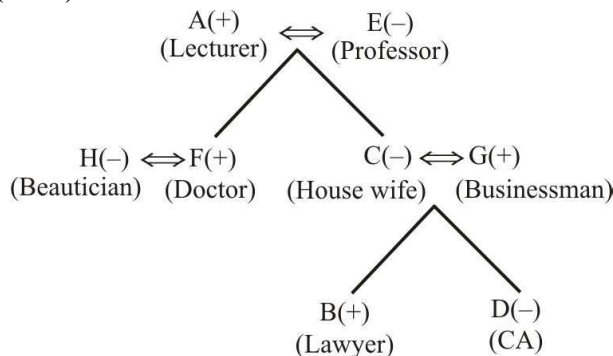 A(+) ⇔ E(–)
(Lecturer) (Professor)
H(–) ⇔ F(+) C(–) ⇔ G(+)
(Beautician) (Doctor) (House wife) (Businessman)
B(+) D(–)
(Lawyer) (CA)